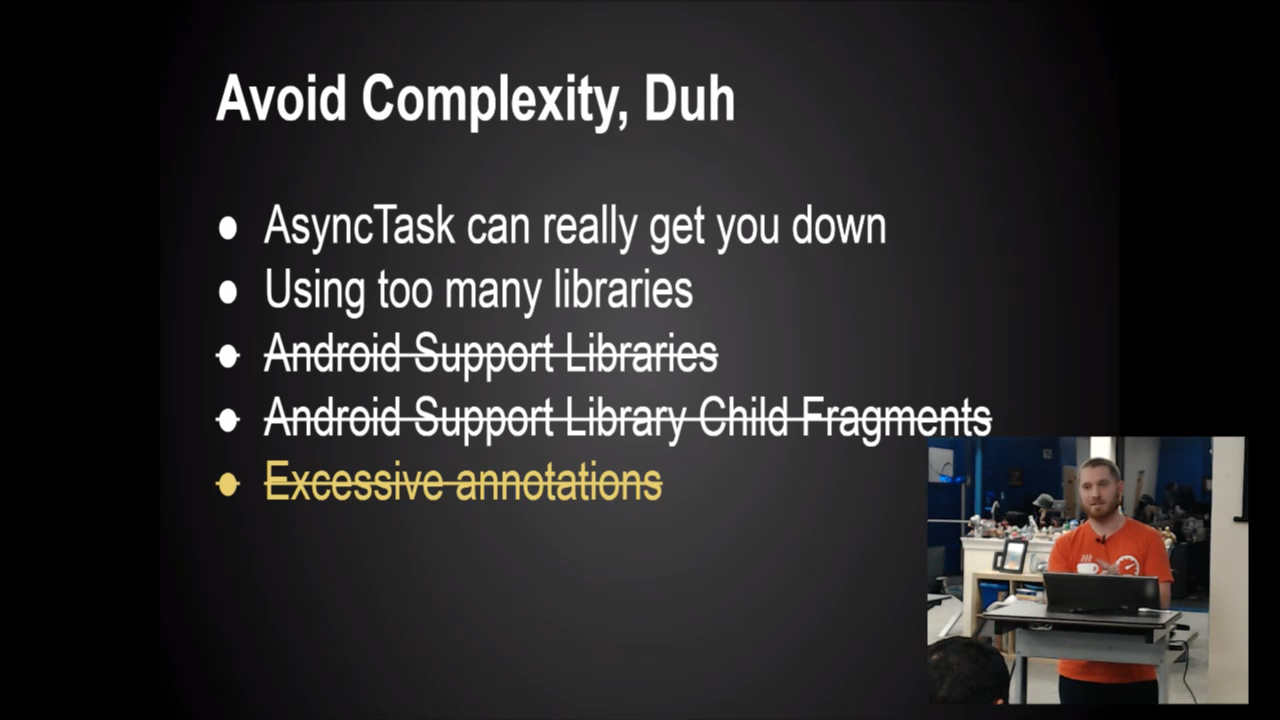 Avoid Complexity, Duh
● AsyncTask can really get you down
● Using too many libraries
● Android Support Libraries
● Android Support Library Child Fragments
● Excessive annotations